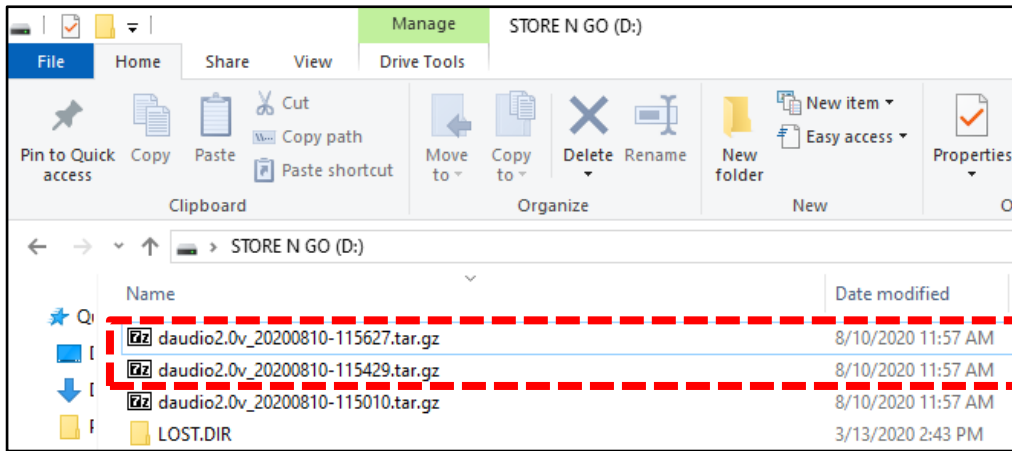 Manage STORE N GO (D:)
File Home Share View Drive Tools
Pin to Quick access
Copy
Paste
Cut
Copy path
Paste shortcut
Move to
Copy to
Delete
Rename
New folder
New item
Easy access
Properties
Clipboard Organize New
STORE N GO (D:)
Name Date modified
daudio2.0v_20200810-115627.tar.gz 8/10/2020 11:57 AM
daudio2.0v_20200810-115429.tar.gz 8/10/2020 11:57 AM
daudio2.0v_20200810-115010.tar.gz 8/10/2020 11:57 AM
LOST.DIR 3/13/2020 2:43 PM